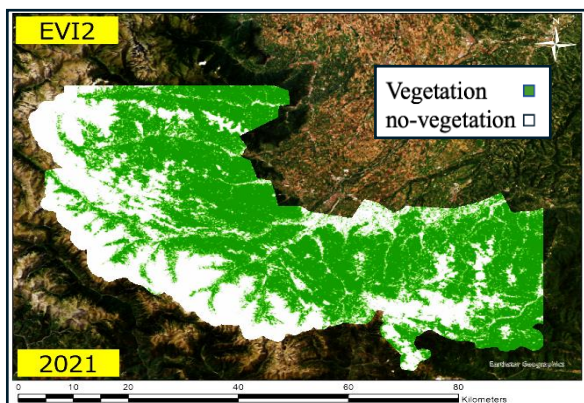 EVI2
N
Vegetation
no-vegetation
2021
Earthstar Geographics
0 10 20 40 60 80
Kilometers